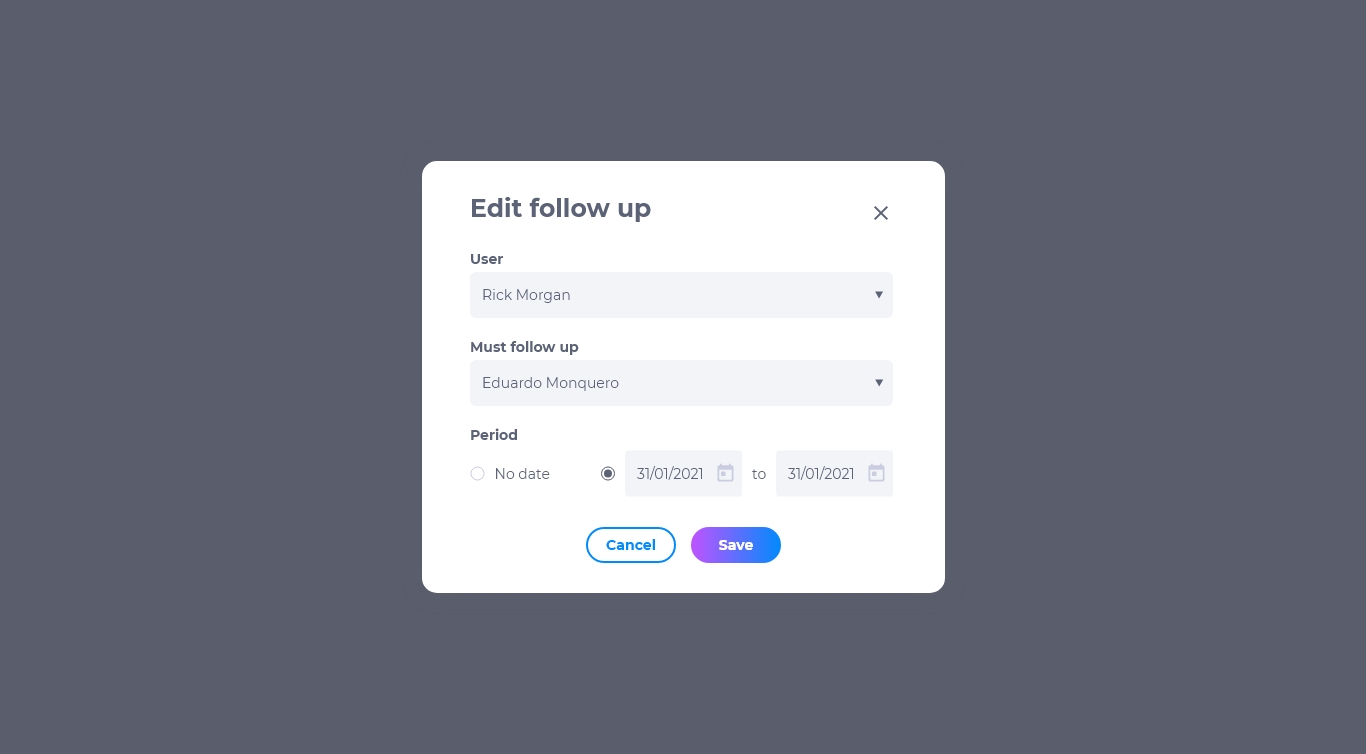 Edit follow up
User
Rick Morgan
Must follow up
Eduardo Monquero
Period
No date 31/01/2021 to 31/01/2021
Cancel Save